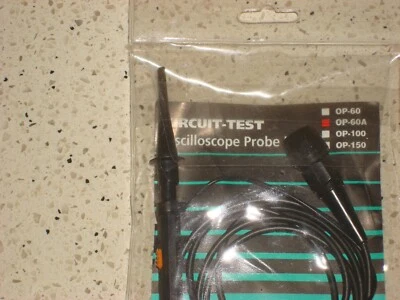 OP-60
OP-60A
OP-100
OP-150
RCUIT-TEST
scilloscope Probe